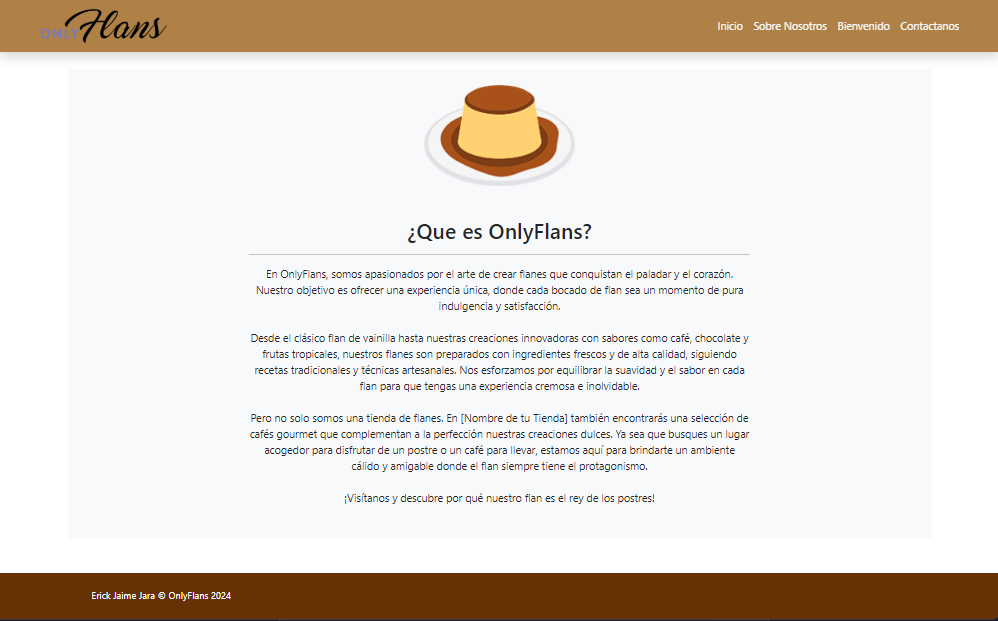 ONLY Flans
Inicio Sobre Nosotros Bienvenido Contactanos
¿Que es OnlyFlans?
En OnlyFlans, somos apasionados por el arte de crear flanes que conquistan el paladar y el corazón.
Nuestro objetivo es ofrecer una experiencia única, donde cada bocado de flan sea un momento de pura
indulgencia y satisfacción.
Desde el clásico flan de vainilla hasta nuestras creaciones innovadoras con sabores como café, chocolate y
frutas tropicales, nuestros flanes son preparados con ingredientes frescos y de alta calidad, siguiendo
recetas tradicionales y técnicas artesanales. Nos esforzamos por equilibrar la suavidad y el sabor en cada
flan para que tengas una experiencia cremosa e inolvidable.
Pero no solo somos una tienda de flanes. En [Nombre de tu Tienda] también encontrarás una selección de
cafés gourmet que complementan a la perfección nuestras creaciones dulces. Ya sea que busques un lugar
acogedor para disfrutar de un postre o un café para llevar, estamos aquí para brindarte un ambiente
cálido y amigable donde el flan siempre tiene el protagonismo.
¡Visítanos y descubre por qué nuestro flan es el rey de los postres!
Erick Jaime Jara © OnlyFlans 2024